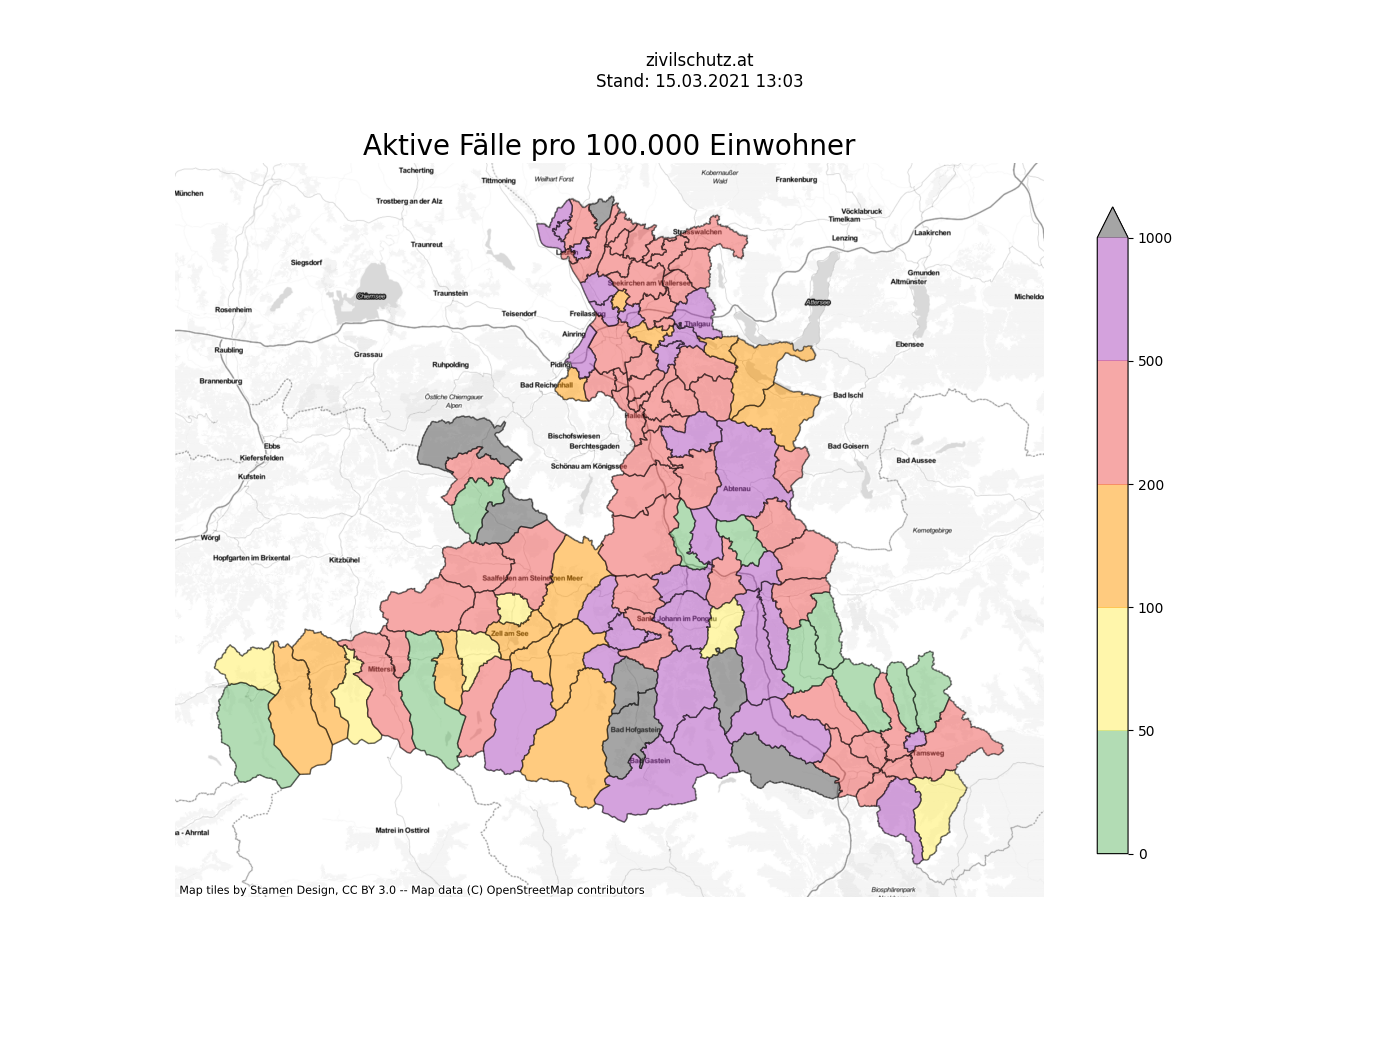 zivilschutz.at
Stand: 15.03.2021 13:03
Aktive Fälle pro 100.000 Einwohner
Tacherting
Tittmoning
Weilhart Forst
Kobernaußer
Wald
Frankenburg
München
Trostberg an der Alz
Vöcklabruck
Timelkam
Laakirchen
Strasswalchen
Lenzing
Traunreut
Siegsdorf
Gmunden
Altmünster
Seekirchen am Wallersee
Chiemsee
Traunstein
Attersee
Rosenheim
Teisendorf
Freilassing
Thalgau
Ainring
Ebensee
Raubling
Grassau
Ruhpolding
Piding
Brannenburg
Bad Reichenhall
Östliche Chiemgauer
Alpen
Bad Ischl
Hallein
Bischofswiesen
Berchtesgaden
Ebbs
Kiefersfelden
Bad Goisern
Bad Aussee
Schönau am Königssee
Kufstein
Abtenau
Kemetgebirge
Wörgl
Hopfgarten im Brixental
Kitzbühel
Saalfelden am Steinernen Meer
Sankt Johann im Pongau
Zell am See
Mittersill
Bad Hofgastein
Bad Gastein
Tamsweg
Matrei in Osttirol
Biosphärenpark
Map tiles by Stamen Design, CC BY 3.0 -- Map data (C) OpenStreetMap contributors
1000
500
200
100
50
0